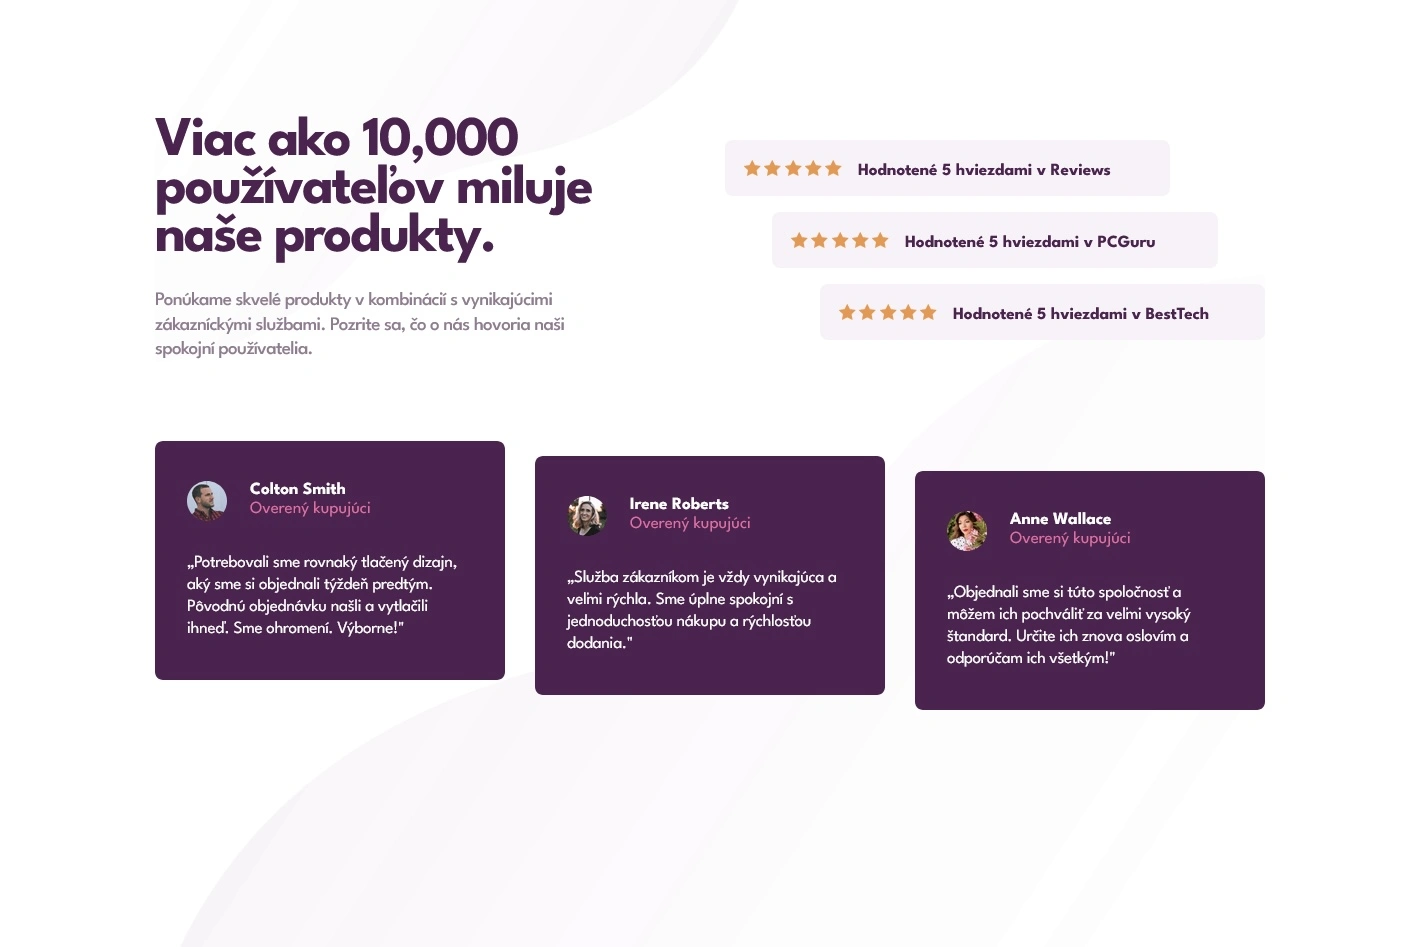 Viac ako 10,000
používateľov miluje
naše produkty.
Ponúkame skvelé produkty v kombinácií s vynikajúcimi
zákazníckými službami. Pozrite sa, čo o nás hovoria naši
spokojní používatelia.
Hodnotené 5 hviezdami v Reviews
Hodnotené 5 hviezdami v PCGuru
Hodnotené 5 hviezdami v BestTech
Colton Smith
Overený kupujúci
„Potrebovali sme rovnaký tlačený dizajn,
aký sme si objednali týždeň predtým.
Pôvodnú objednávku našli a vytlačili
ihneď. Sme ohromení. Výborne!"
Irene Roberts
Overený kupujúci
„Služba zákazníkom je vždy vynikajúca a
veľmi rýchla. Sme úplne spokojní s
jednoduchosťou nákupu a rýchlosťou
dodania."
Anne Wallace
Overený kupujúci
„Objednali sme si túto spoločnosť a
môžem ich pochváliť za veľmi vysoký
štandard. Určite ich znova oslovím a
odporúčam ich všetkým!"